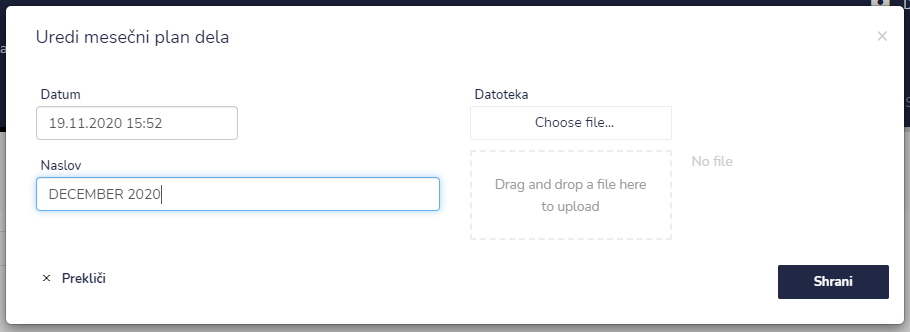 Uredi mesečni plan dela
×
Datum
19.11.2020 15:52
Naslov
DECEMBER 2020
Datoteka
Choose file...
Drag and drop a file here
to upload
No file
× Prekliči
Shrani